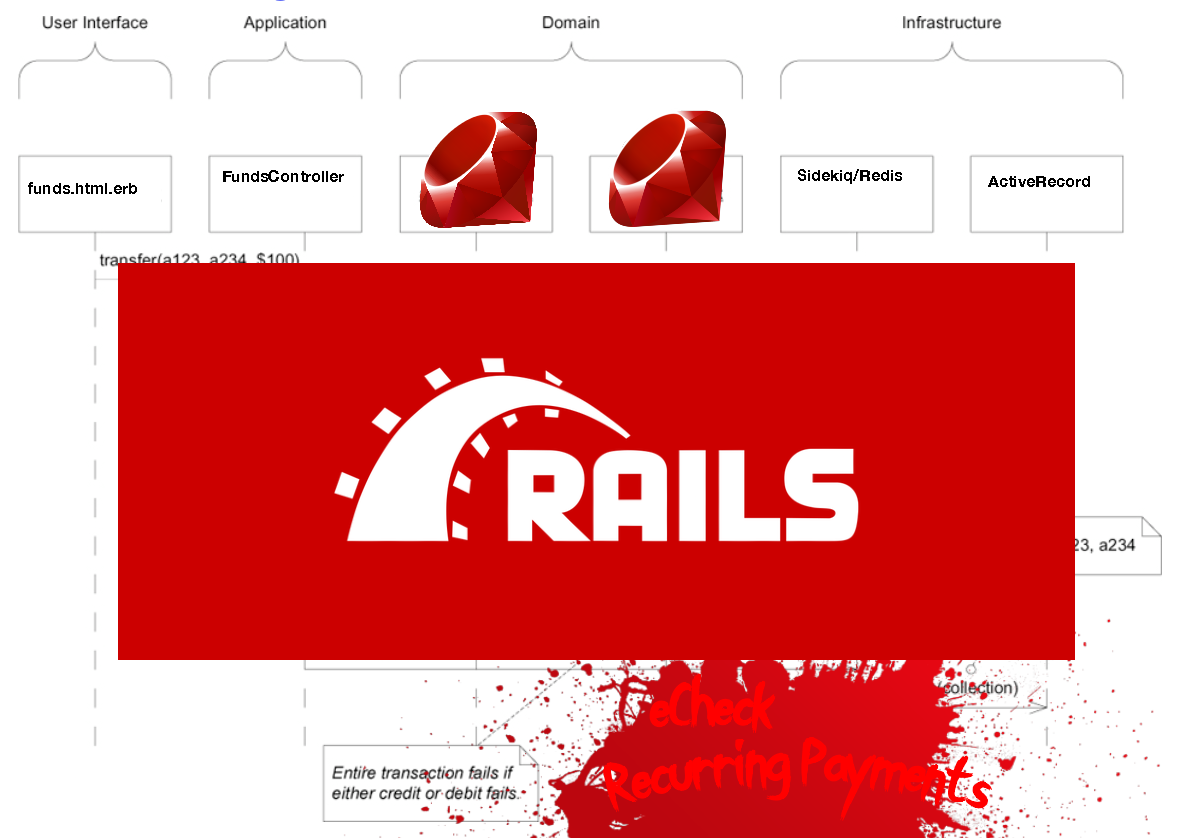 User Interface
Application
Domain
Infrastructure
funds.html.erb
FundsController
Sidekiq/Redis
ActiveRecord
transfer(a123, a234, $100)
RAILS
23, a234
collection)
eCheck
Recurring Payments
Entire transaction fails if
either credit or debit fails.